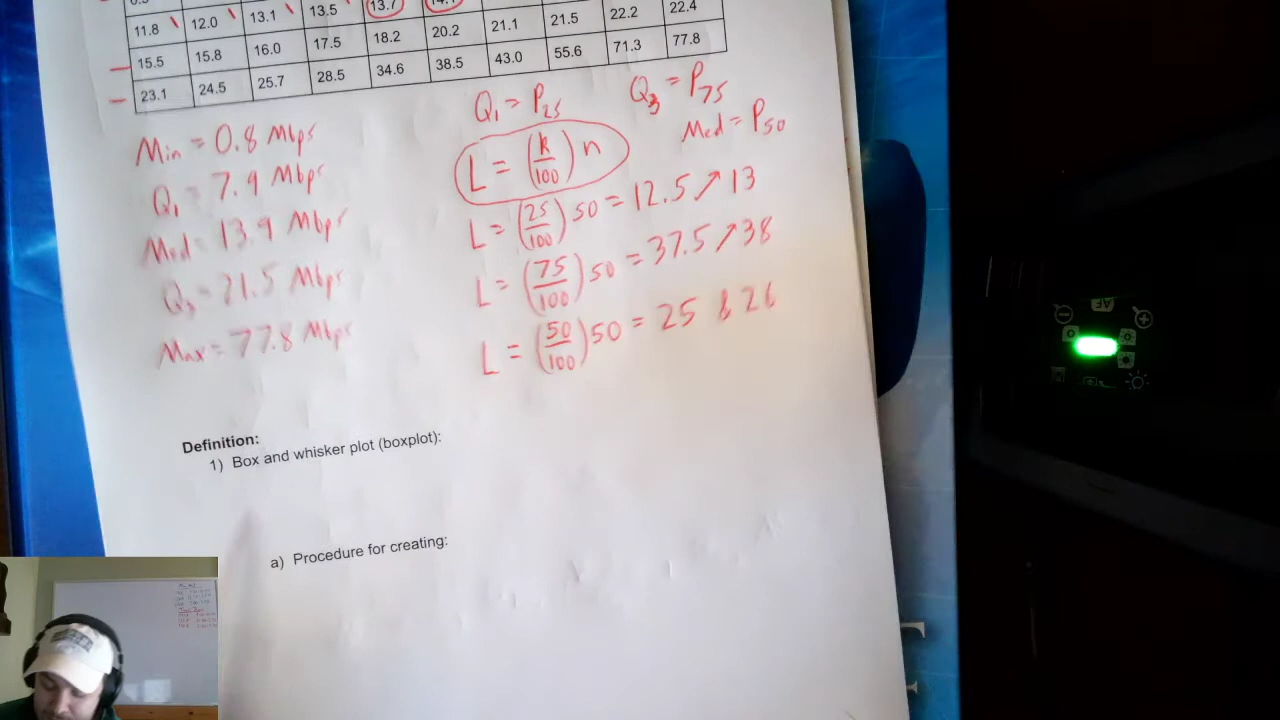 11.8 12.0 13.1 13.5 13.7 14.1
15.5 15.8 16.0 17.5 18.2 20.2 21.1 21.5 22.2 22.4
23.1 24.5 25.7 28.5 34.6 38.5 43.0 55.6 71.3 77.8
Q1 = P25 Q3 = P75
Min = 0.8 Mbps L = (k/100) n Med = P50
Q1 = 7.9 Mbps L = (25/100) 50 = 12.5 ↗ 13
Med = 13.9 Mbps L = (75/100) 50 = 37.5 ↗ 38
Q3 = 21.5 Mbps L = (50/100) 50 = 25 & 26
Max = 77.8 Mbps
Definition:
1) Box and whisker plot (boxplot):
a) Procedure for creating:
AF